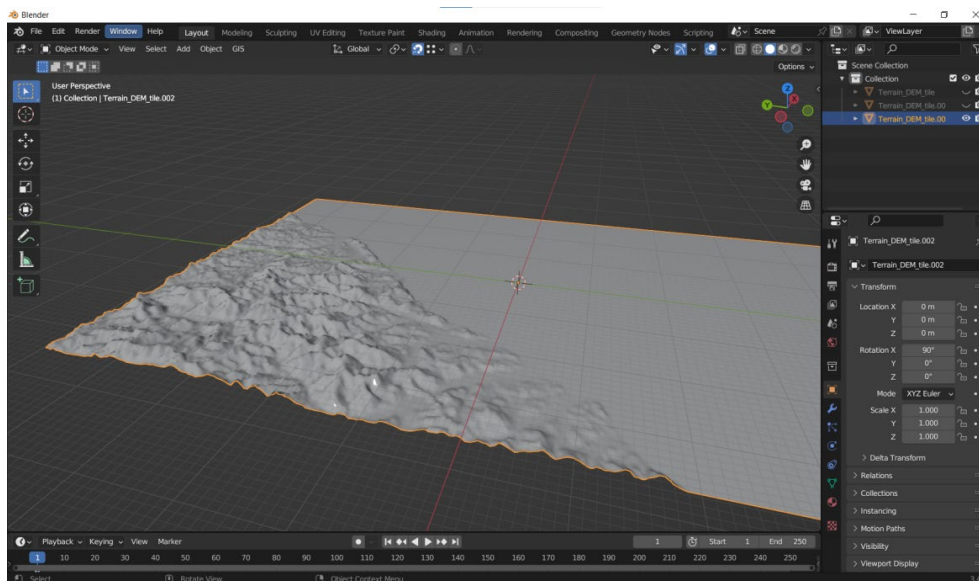 Blender
File Edit Render Window Help Layout Modeling Sculpting UV Editing Texture Paint Shading Animation Rendering Compositing Geometry Nodes Scripting Scene ViewLayer
Object Mode View Select Add Object GIS Global
Options
User Perspective
(1) Collection | Terrain_DEM_tile.002
Z
Y
X
Scene Collection
Collection
Terrain_DEM_tile
Terrain_DEM_tile.00
Terrain_DEM_tile.00
Terrain_DEM_tile.002
Terrain_DEM_tile.002
Transform
Location X 0 m
Y 0 m
Z 0 m
Rotation X 90°
Y 0°
Z 0°
Mode XYZ Euler
Scale X 1.000
Y 1.000
Z 1.000
Delta Transform
Relations
Collections
Instancing
Motion Paths
Visibility
Viewport Display
Playback Keying View Marker 1 Start 1 End 250
1 10 20 30 40 50 60 70 80 90 100 110 120 130 140 150 160 170 180 190 200 210 220 230 240 250
Select Rotate View Object Context Menu